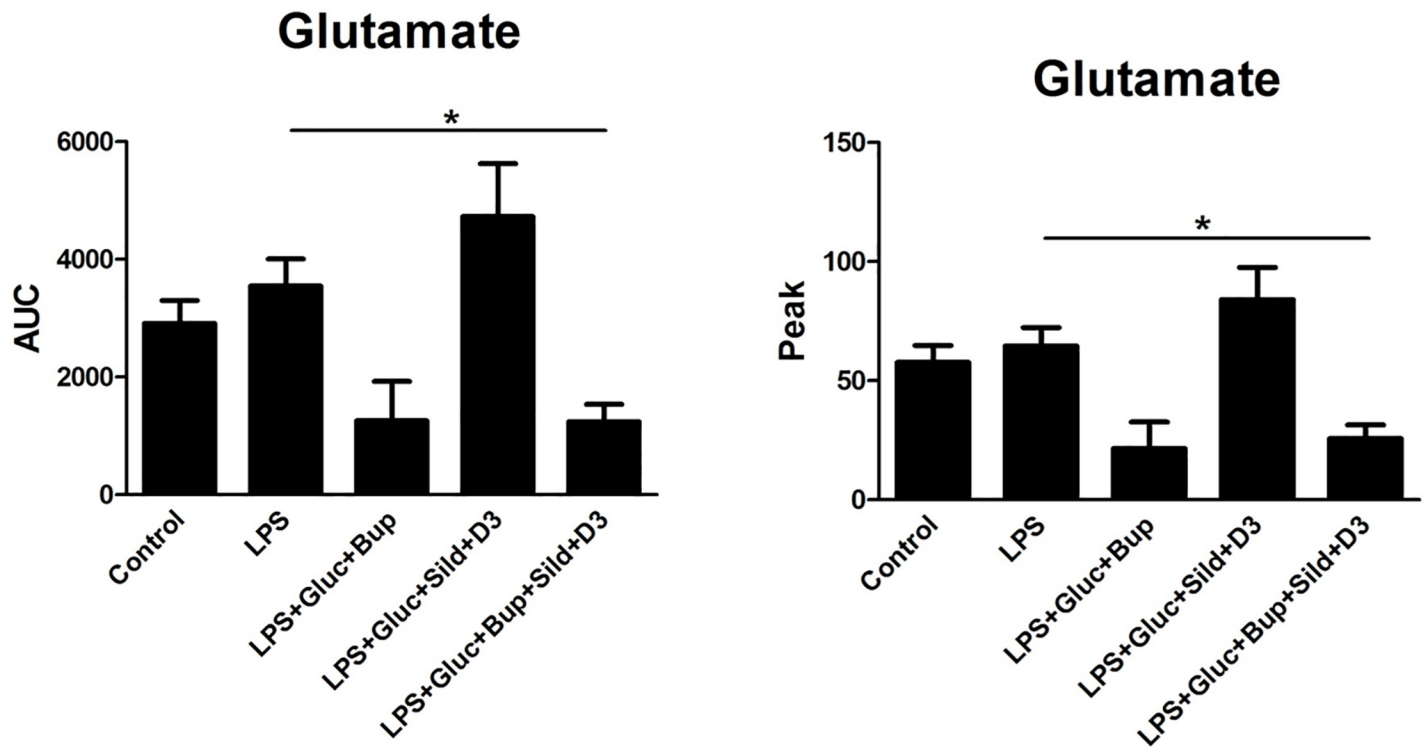 Glutamate
*
6000
4000
2000
0
AUC
Control
LPS
LPS+Gluc+Bup
LPS+Gluc+Sild+D3
LPS+Gluc+Bup+Sild+D3
Glutamate
*
150
100
50
0
Peak
Control
LPS
LPS+Gluc+Bup
LPS+Gluc+Sild+D3
LPS+Gluc+Bup+Sild+D3